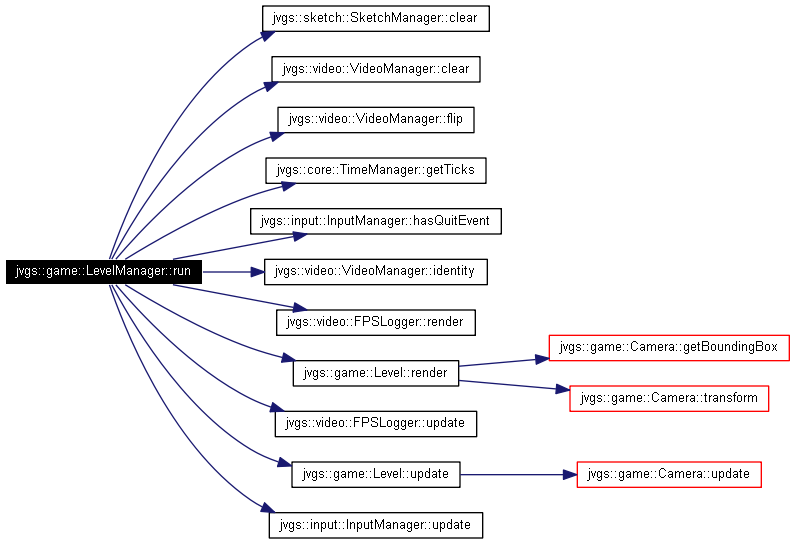 jvgs::sketch::SketchManager::clear
jvgs::video::VideoManager::clear
jvgs::video::VideoManager::flip
jvgs::core::TimeManager::getTicks
jvgs::input::InputManager::hasQuitEvent
jvgs::game::LevelManager::run
jvgs::video::VideoManager::identity
jvgs::video::FPSLogger::render
jvgs::game::Level::render
jvgs::game::Camera::getBoundingBox
jvgs::game::Camera::transform
jvgs::video::FPSLogger::update
jvgs::game::Level::update
jvgs::game::Camera::update
jvgs::input::InputManager::update